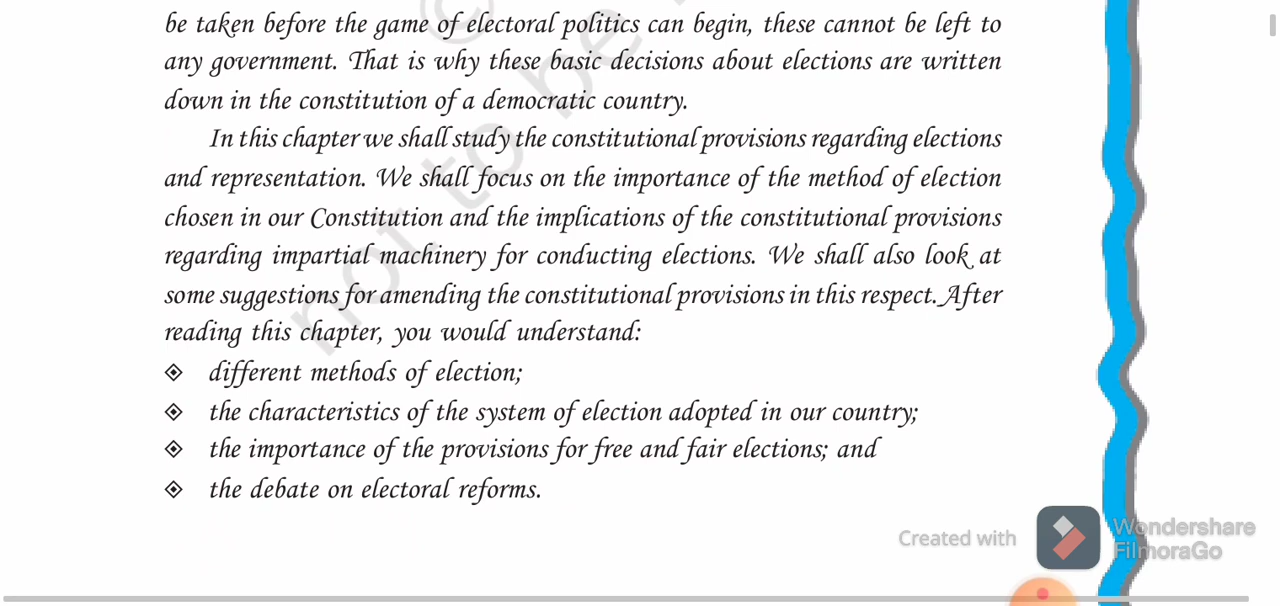 be taken before the game of electoral politics can begin, these cannot be left to
any government. That is why these basic decisions about elections are written
down in the constitution of a democratic country.
In this chapter we shall study the constitutional provisions regarding elections
and representation. We shall focus on the importance of the method of election
chosen in our Constitution and the implications of the constitutional provisions
regarding impartial machinery for conducting elections. We shall also look at
some suggestions for amending the constitutional provisions in this respect. After
reading this chapter, you would understand:
different methods of election;
the characteristics of the system of election adopted in our country;
the importance of the provisions for free and fair elections; and
the debate on electoral reforms.
©
not to be
Created with
Wondershare
FilmoraGo